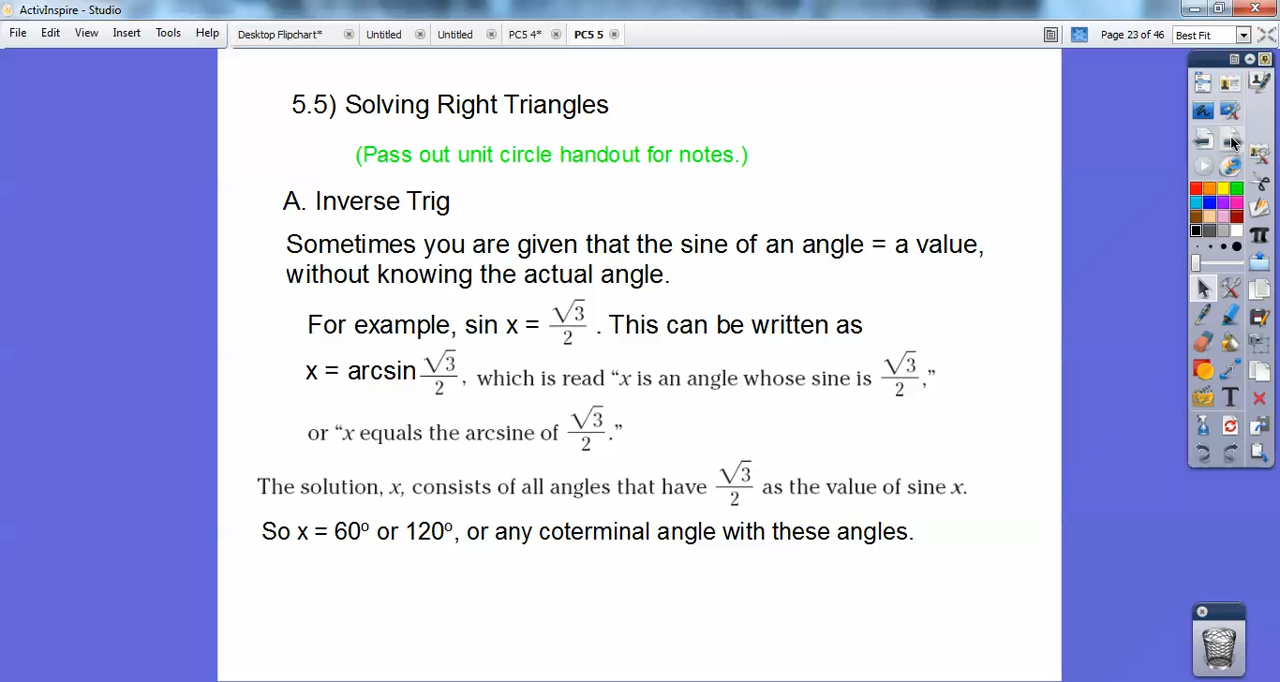 ActivInspire - Studio
File Edit View Insert Tools Help
Desktop Flipchart* Untitled Untitled PC5 4* PC5 5
Page 23 of 46 Best Fit
5.5) Solving Right Triangles
(Pass out unit circle handout for notes.)
A. Inverse Trig
Sometimes you are given that the sine of an angle = a value,
without knowing the actual angle.
For example, sin x = √3/2 . This can be written as
x = arcsin √3/2 , which is read “x is an angle whose sine is √3/2,”
or “x equals the arcsine of √3/2.”
The solution, x, consists of all angles that have √3/2 as the value of sine x.
So x = 60º or 120º, or any coterminal angle with these angles.